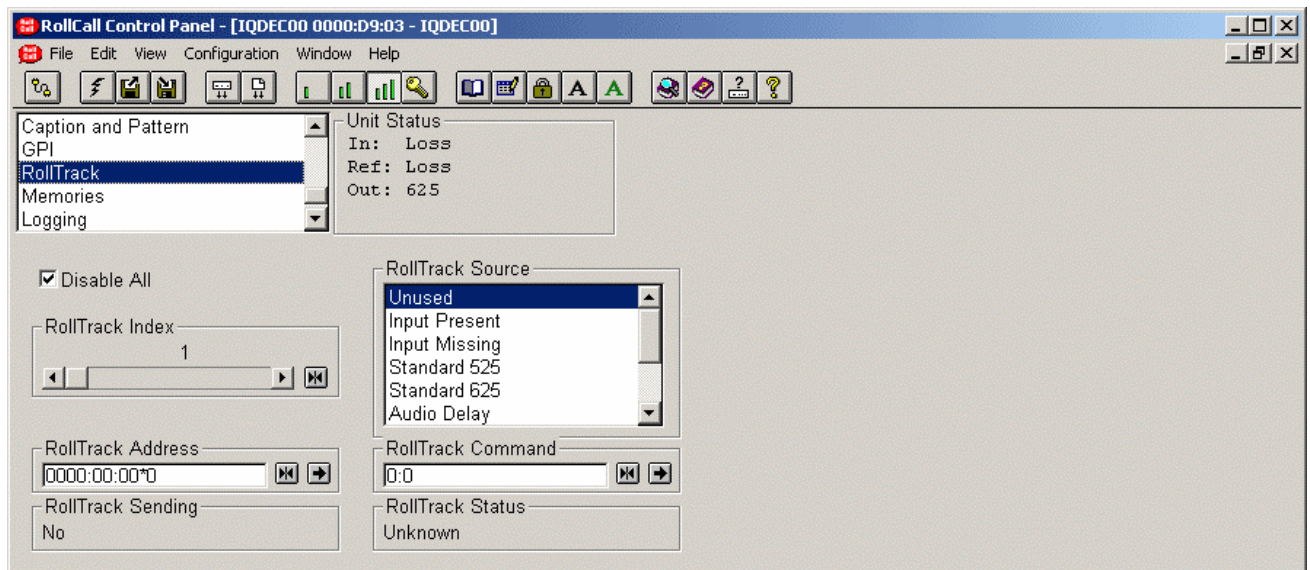 RollCall Control Panel - [IQDEC00 0000:D9:03 - IQDEC00]
File Edit View Configuration Window Help
Caption and Pattern
GPI
RollTrack
Memories
Logging
Unit Status
In: Loss
Ref: Loss
Out: 625
Disable All
RollTrack Index
1
RollTrack Source
Unused
Input Present
Input Missing
Standard 525
Standard 625
Audio Delay
RollTrack Address
0000:00:00*0
RollTrack Command
0:0
RollTrack Sending
No
RollTrack Status
Unknown